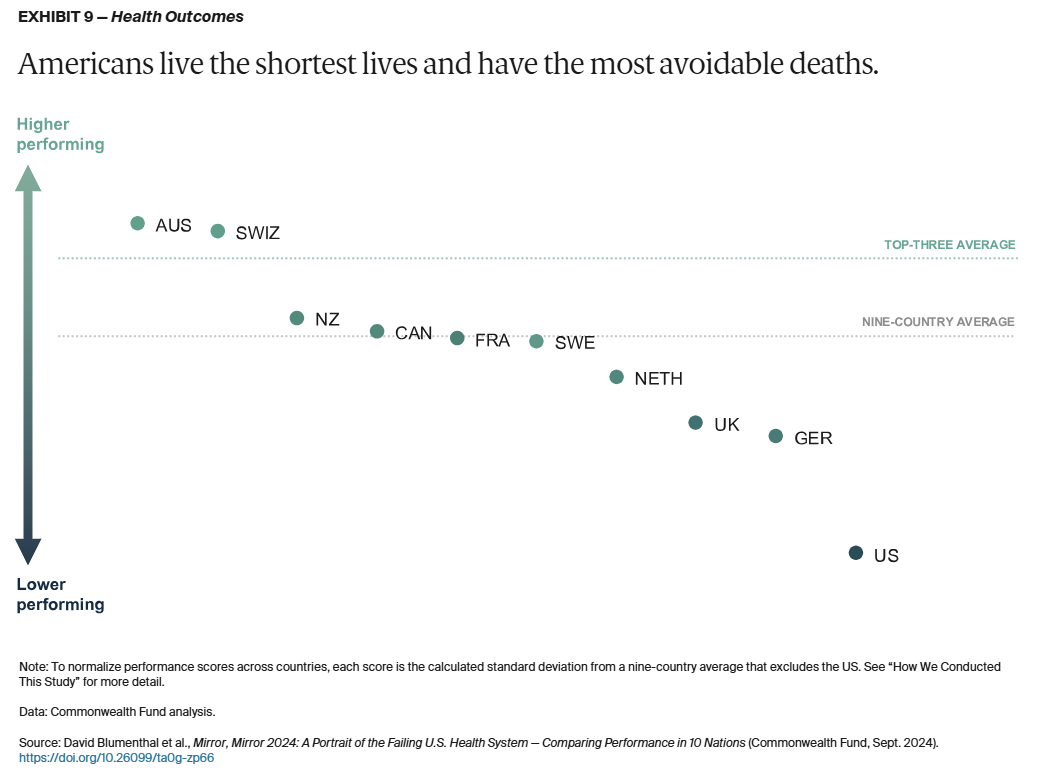 EXHIBIT 9 — Health Outcomes
Americans live the shortest lives and have the most avoidable deaths.
Higher
performing
AUS
SWIZ
TOP-THREE AVERAGE
NZ
NINE-COUNTRY AVERAGE
CAN
FRA
SWE
NETH
UK
GER
US
Lower
performing
Note: To normalize performance scores across countries, each score is the calculated standard deviation from a nine-country average that excludes the US. See “How We Conducted
This Study” for more detail.
Data: Commonwealth Fund analysis.
Source: David Blumenthal et al., Mirror, Mirror 2024: A Portrait of the Failing U.S. Health System — Comparing Performance in 10 Nations (Commonwealth Fund, Sept. 2024).
https://doi.org/10.26099/ta0g-zp66